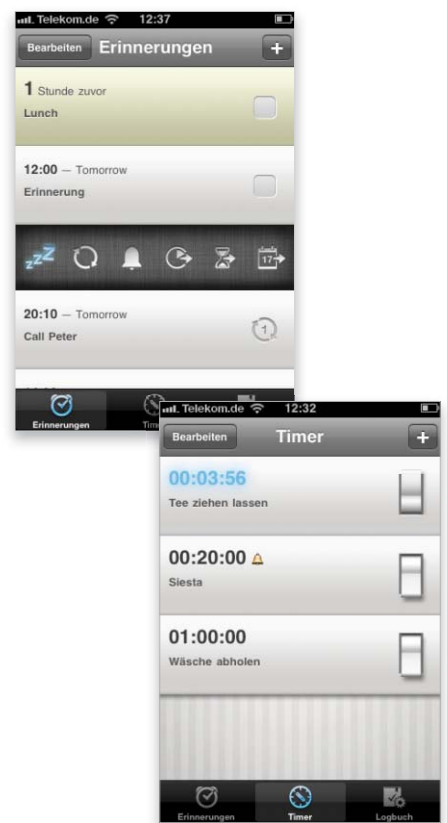 Telekom.de 12:37
Bearbeiten Erinnerungen +
1 Stunde zuvor
Lunch
12:00 — Tomorrow
Erinnerung
zzZ 17
20:10 — Tomorrow
Call Peter 1
Erinnerungen
Telekom.de 12:32
Bearbeiten Timer +
00:03:56
Tee ziehen lassen
00:20:00
Siesta
01:00:00
Wäsche abholen
Erinnerungen Timer Logbuch